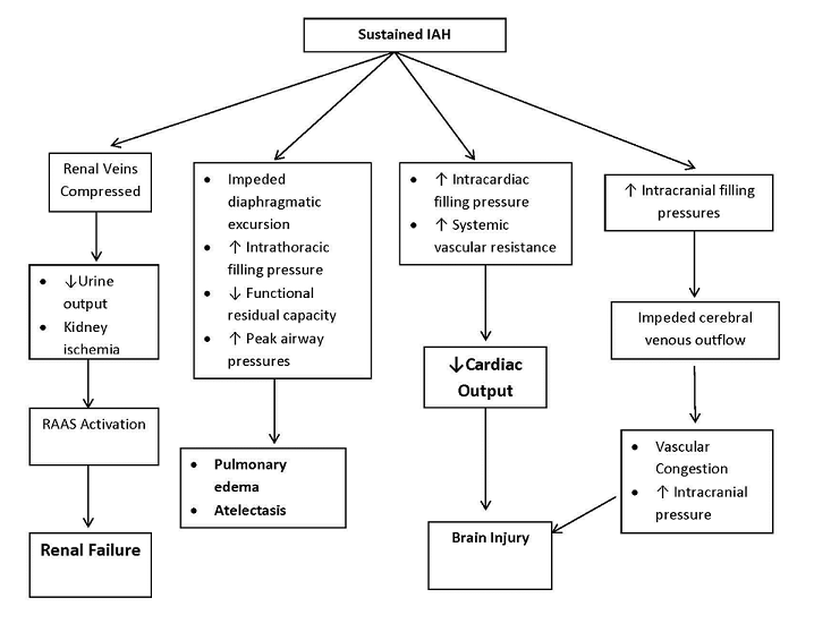 Sustained IAH
Renal Veins
Compressed
• ↓Urine
output
• Kidney
ischemia
RAAS Activation
Renal Failure
• Impeded
diaphragmatic
excursion
• ↑ Intrathoracic
filling pressure
• ↓ Functional
residual capacity
• ↑ Peak airway
pressures
• Pulmonary
edema
• Atelectasis
• ↑ Intracardiac
filling pressure
• ↑ Systemic
vascular resistance
↓Cardiac
Output
Brain Injury
↑ Intracranial filling
pressures
Impeded cerebral
venous outflow
• Vascular
Congestion
• ↑ Intracranial
pressure